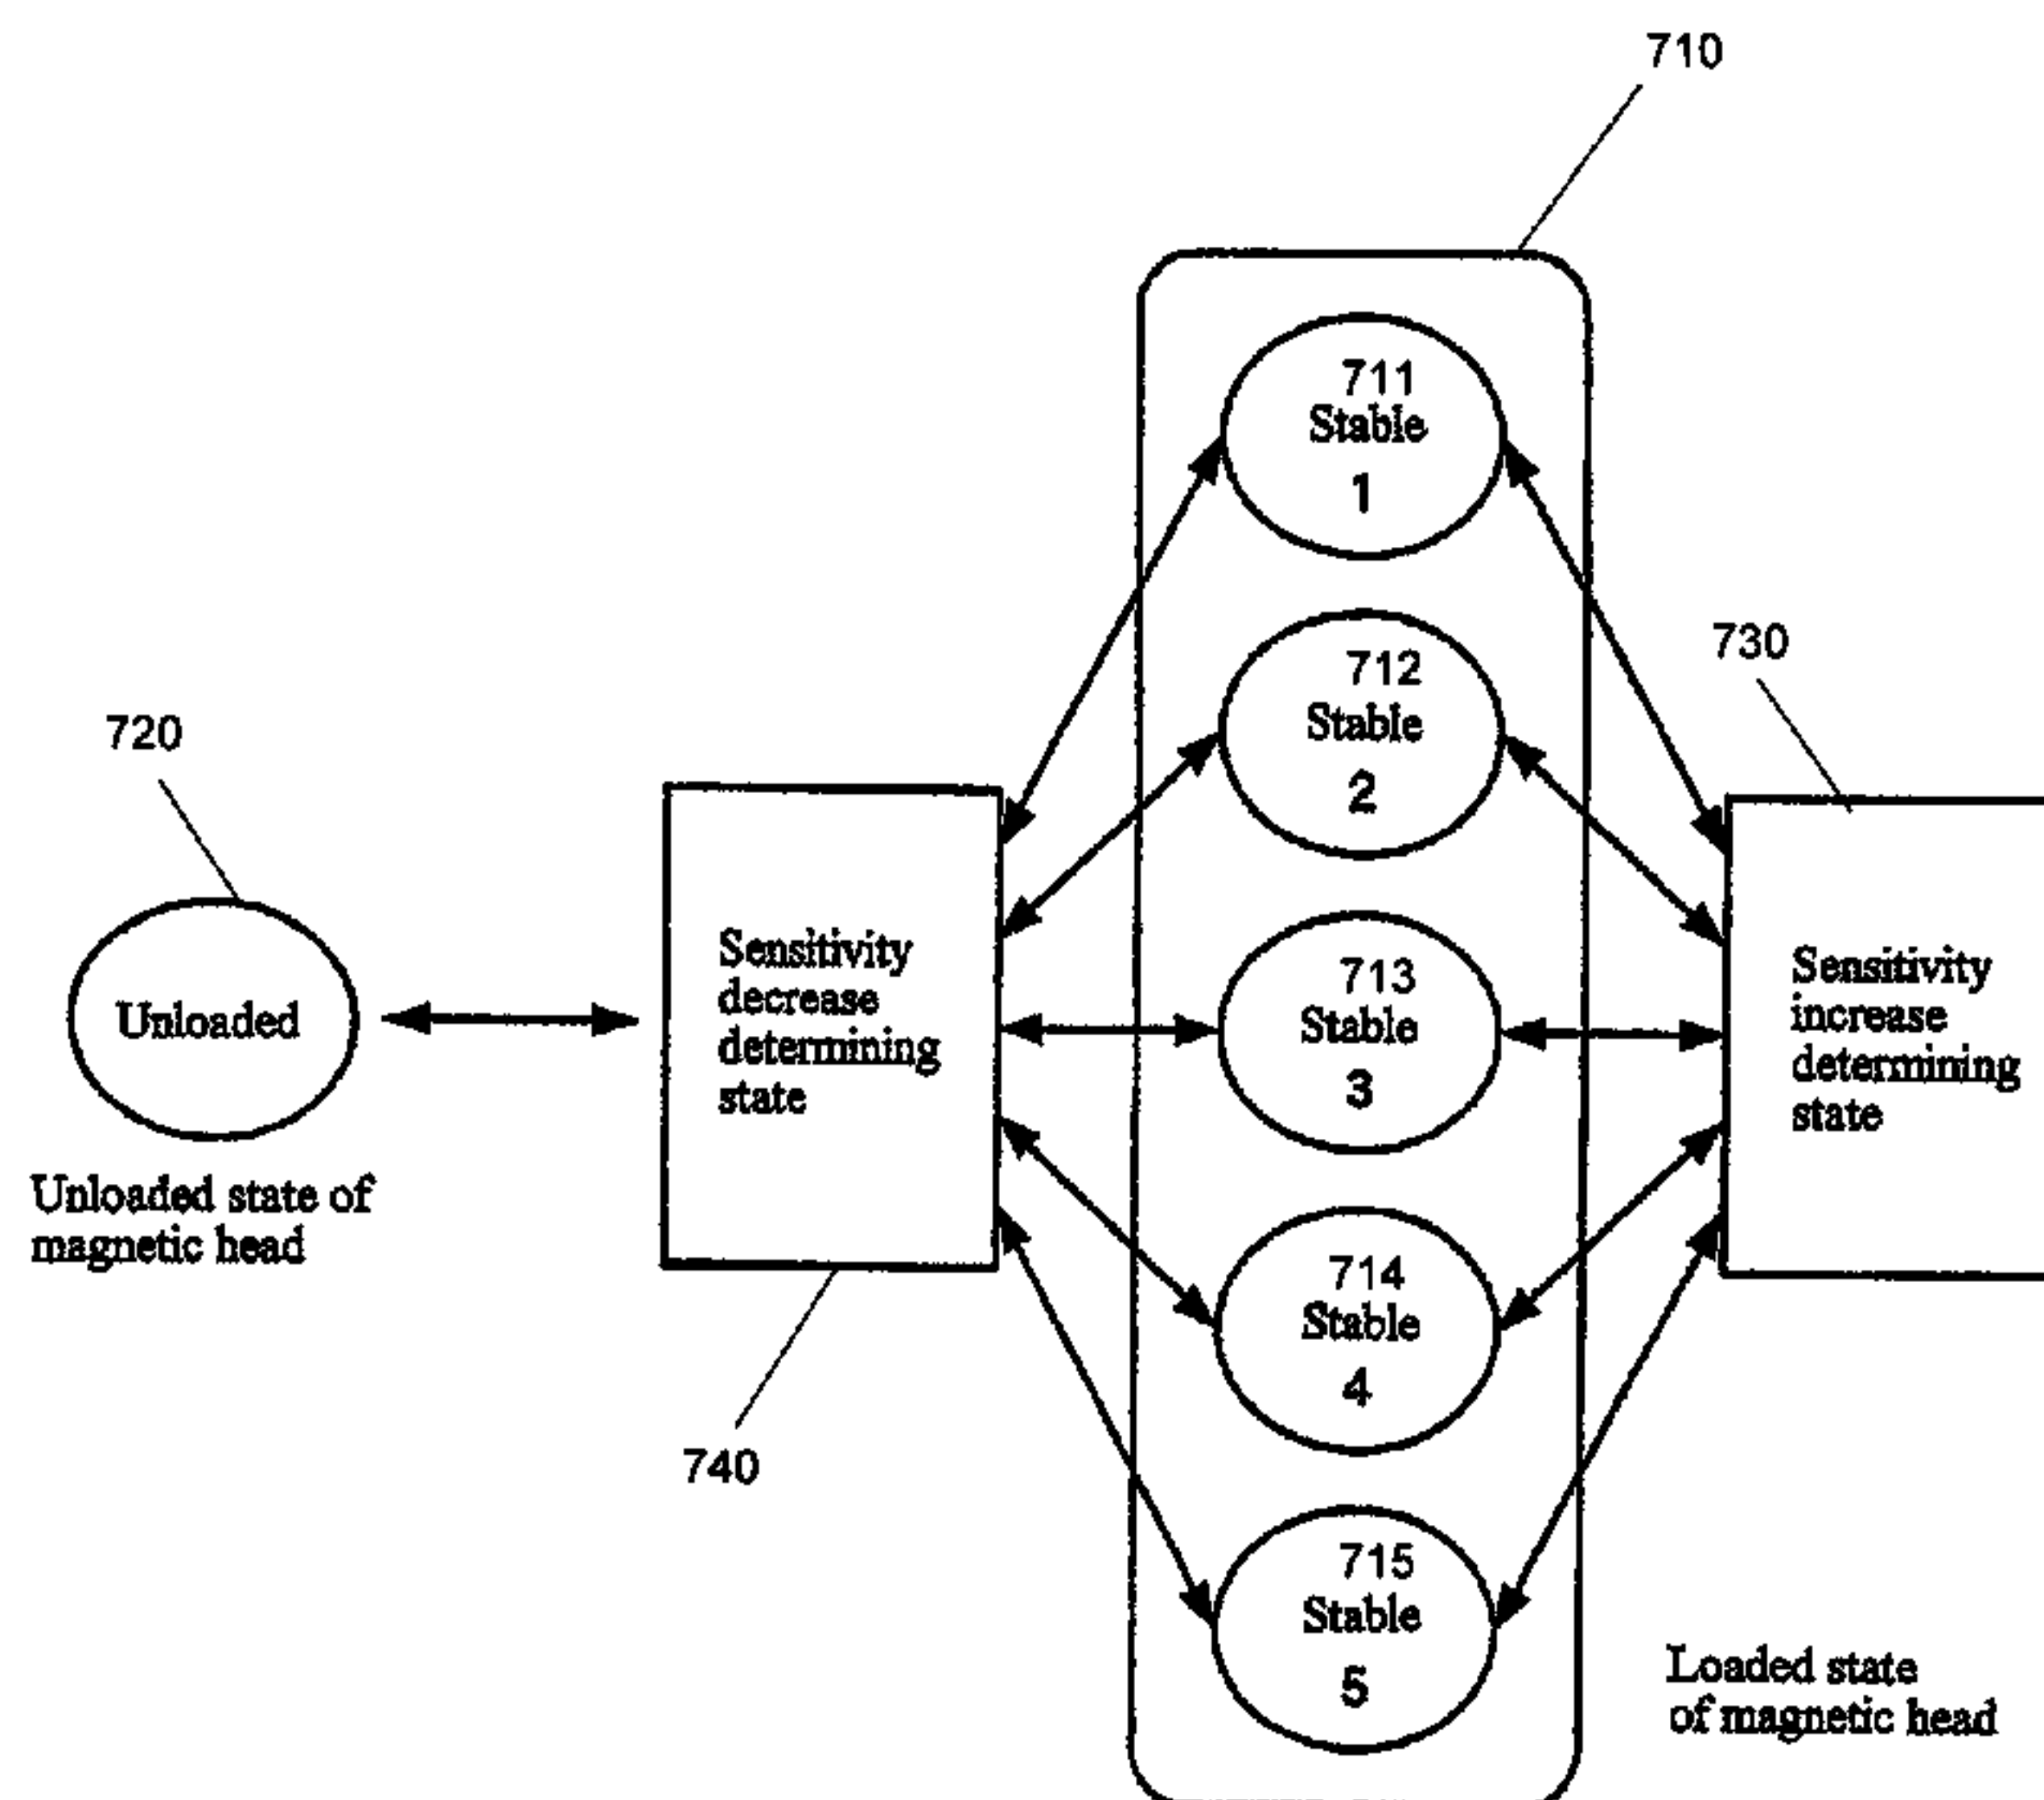 710
711
Stable
1
730
712
Stable
2
720
Sensitivity
decrease
determining
state
713
Stable
3
Sensitivity
increase
determining
state
Unloaded
Unloaded state of
magnetic head
714
Stable
4
740
715
Stable
5
Loaded state
of magnetic head